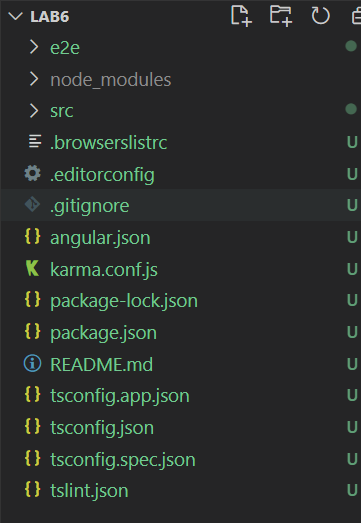 LAB6
e2e
node_modules
src
.browserslistrc
.editorconfig
.gitignore
angular.json U
karma.conf.js U
package-lock.json U
package.json U
README.md U
tsconfig.app.json U
tsconfig.json U
tsconfig.spec.json U
tslint.json U